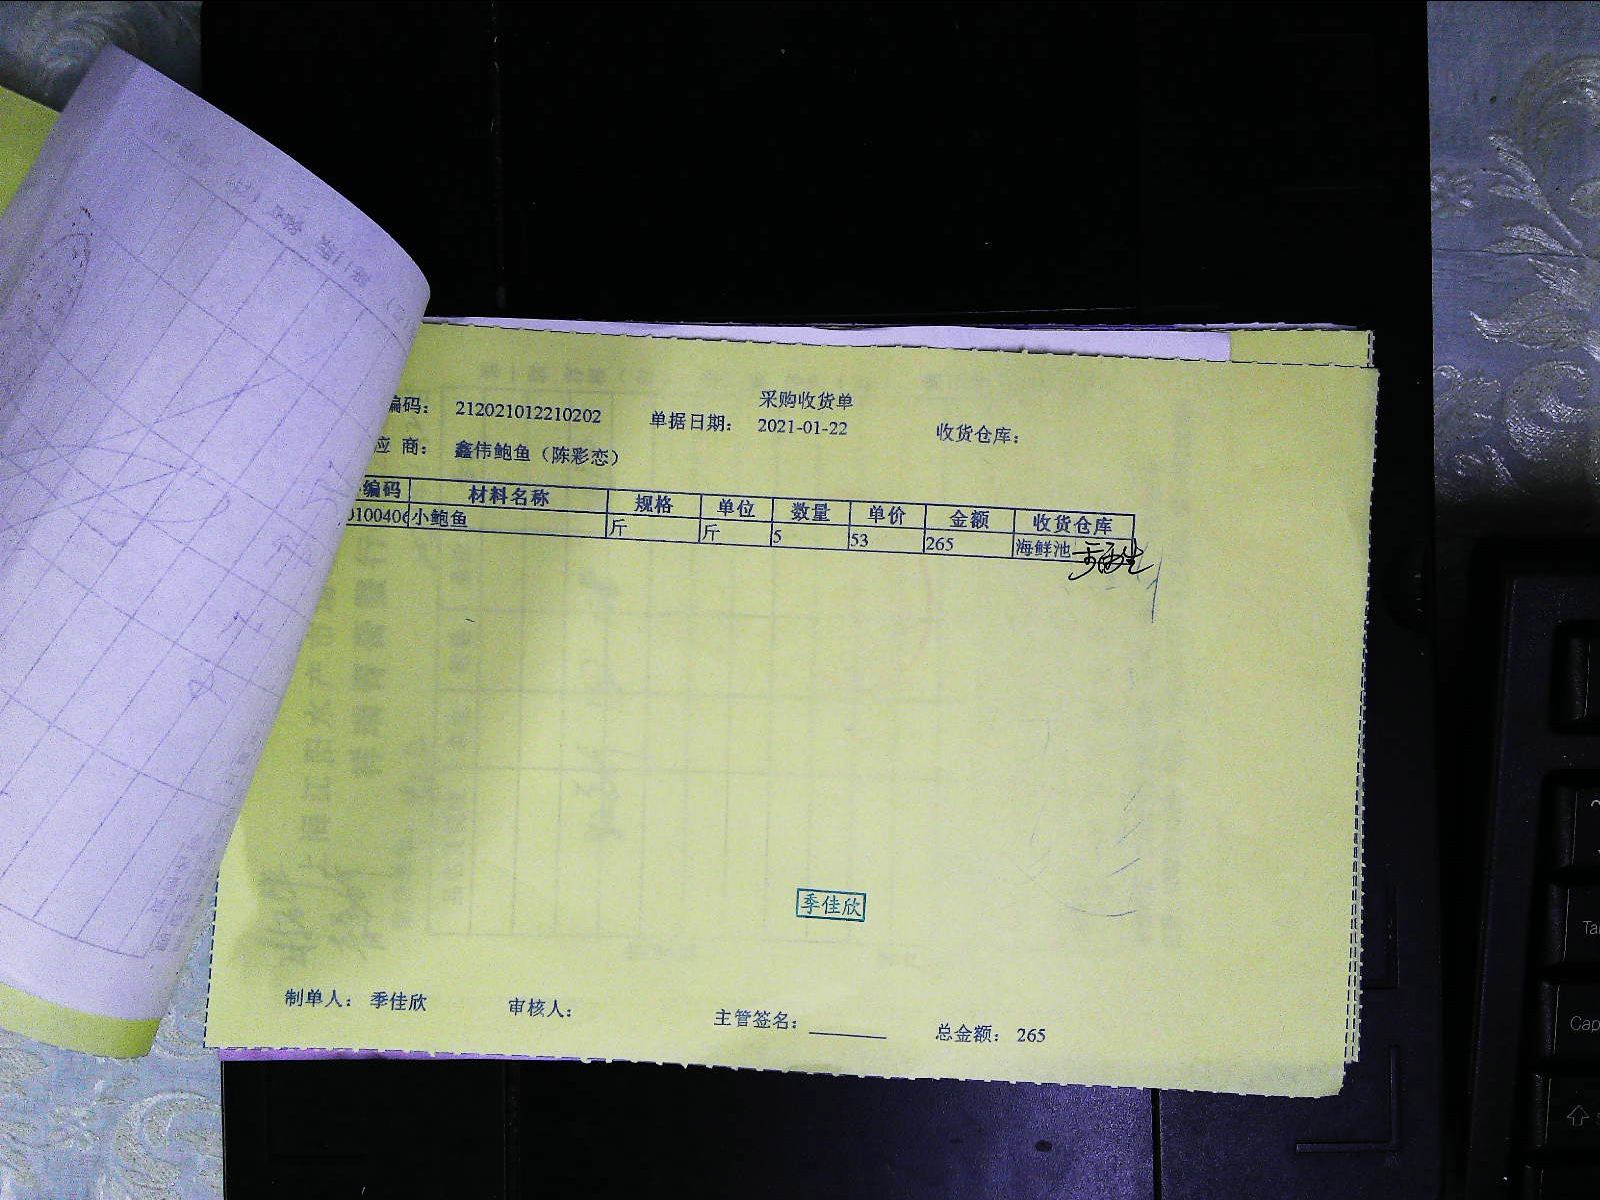 采购收货单
编码： 212021012210202 单据日期： 2021-01-22 收货仓库：
应 商： 鑫伟鲍鱼（陈彩恋）
编码 材料名称 规格 单位 数量 单价 金额 收货仓库
0100406 小鲍鱼 斤 斤 5 53 265 海鲜池
季佳欣
制单人： 季佳欣 审核人： 主管签名： 总金额： 265
Ta
Cap